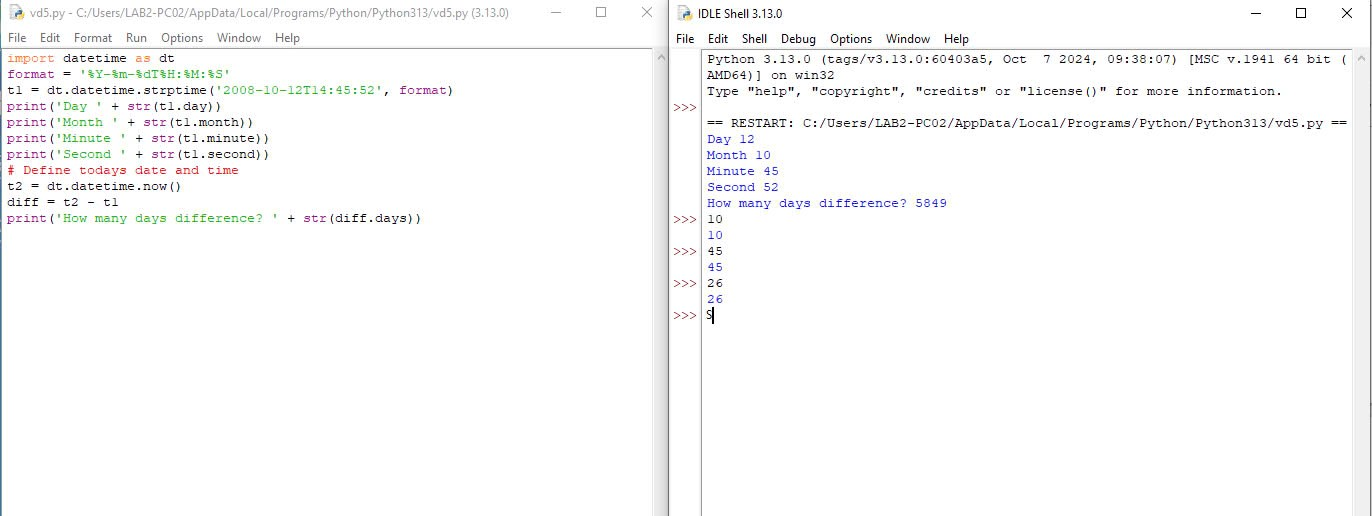 vd5.py - C:/Users/LAB2-PC02/AppData/Local/Programs/Python/Python313/vd5.py (3.13.0)
File Edit Format Run Options Window Help
import datetime as dt
format = '%Y-%m-%dT%H:%M:%S'
t1 = dt.datetime.strptime('2008-10-12T14:45:52', format)
print('Day ' + str(t1.day))
print('Month ' + str(t1.month))
print('Minute ' + str(t1.minute))
print('Second ' + str(t1.second))
# Define todays date and time
t2 = dt.datetime.now()
diff = t2 - t1
print('How many days difference? ' + str(diff.days))
IDLE Shell 3.13.0
File Edit Shell Debug Options Window Help
Python 3.13.0 (tags/v3.13.0:60403a5, Oct  7 2024, 09:38:07) [MSC v.1941 64 bit (
AMD64)] on win32
Type "help", "copyright", "credits" or "license()" for more information.
>>>
== RESTART: C:/Users/LAB2-PC02/AppData/Local/Programs/Python/Python313/vd5.py ==
Day 12
Month 10
Minute 45
Second 52
How many days difference? 5849
>>> 10
10
>>> 45
45
>>> 26
26
>>> S